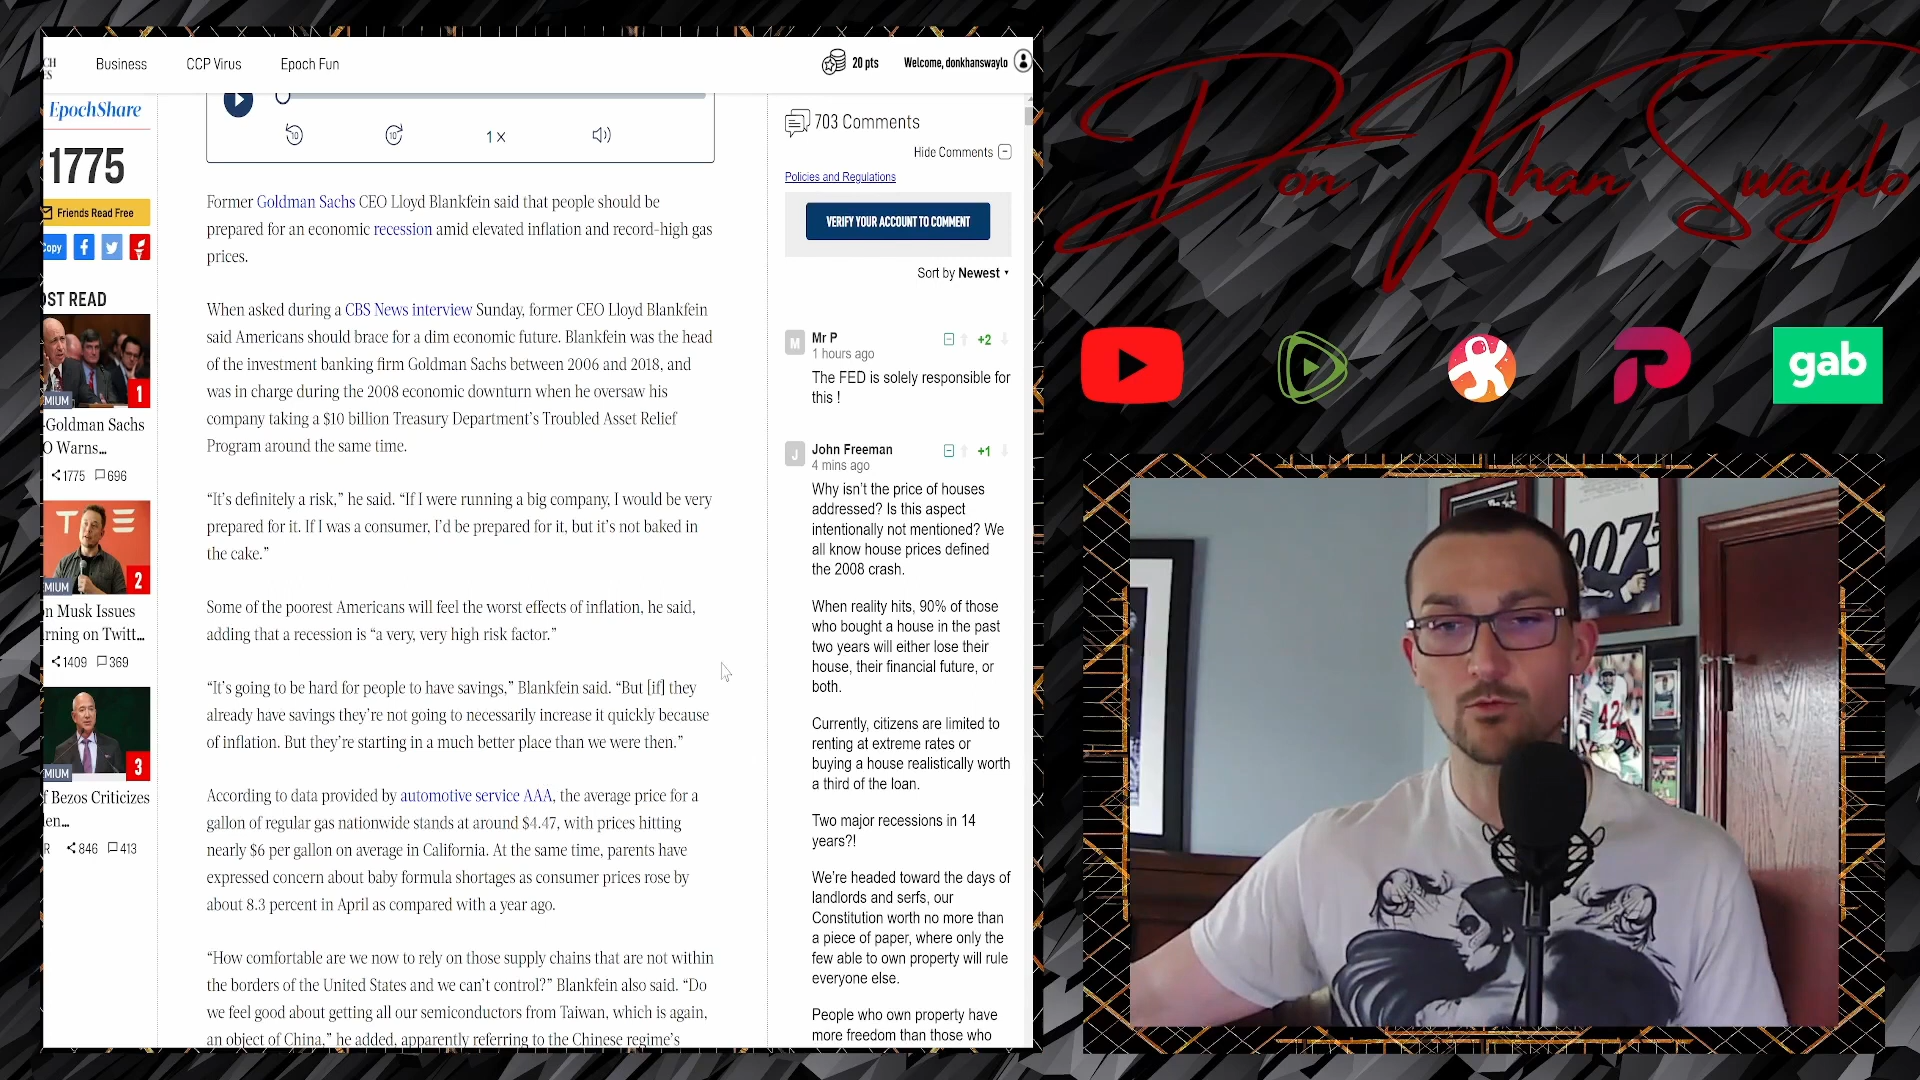 CH
ES
Business
CCP Virus
Epoch Fun
20 pts
Welcome, donkhanswaylo
EpochShare
1775
Friends Read Free
opy
OST READ
MIUM
1
-Goldman Sachs
O Warns...
1775
696
MIUM
2
n Musk Issues
rning on Twitt...
1409
369
MIUM
3
f Bezos Criticizes
en...
R
846
413
10
10
1 x
Former Goldman Sachs CEO Lloyd Blankfein said that people should be
prepared for an economic recession amid elevated inflation and record-high gas
prices.
When asked during a CBS News interview Sunday, former CEO Lloyd Blankfein
said Americans should brace for a dim economic future. Blankfein was the head
of the investment banking firm Goldman Sachs between 2006 and 2018, and
was in charge during the 2008 economic downturn when he oversaw his
company taking a $10 billion Treasury Department’s Troubled Asset Relief
Program around the same time.
“It’s definitely a risk,” he said. “If I were running a big company, I would be very
prepared for it. If I was a consumer, I’d be prepared for it, but it’s not baked in
the cake.”
Some of the poorest Americans will feel the worst effects of inflation, he said,
adding that a recession is “a very, very high risk factor.”
“It’s going to be hard for people to have savings,” Blankfein said. “But [if] they
already have savings they’re not going to necessarily increase it quickly because
of inflation. But they’re starting in a much better place than we were then.”
According to data provided by automotive service AAA, the average price for a
gallon of regular gas nationwide stands at around $4.47, with prices hitting
nearly $6 per gallon on average in California. At the same time, parents have
expressed concern about baby formula shortages as consumer prices rose by
about 8.3 percent in April as compared with a year ago.
“How comfortable are we now to rely on those supply chains that are not within
the borders of the United States and we can’t control?” Blankfein also said. “Do
we feel good about getting all our semiconductors from Taiwan, which is again,
an object of China,” he added, apparently referring to the Chinese regime’s
703 Comments
Hide Comments
Policies and Regulations
VERIFY YOUR ACCOUNT TO COMMENT
Sort by Newest
M
Mr P
+2
1 hours ago
The FED is solely responsible for
this !
J
John Freeman
+1
4 mins ago
Why isn’t the price of houses
addressed? Is this aspect
intentionally not mentioned? We
all know house prices defined
the 2008 crash.
When reality hits, 90% of those
who bought a house in the past
two years will either lose their
house, their financial future, or
both.
Currently, citizens are limited to
renting at extreme rates or
buying a house realistically worth
a third of the loan.
Two major recessions in 14
years?!
We’re headed toward the days of
landlords and serfs, our
Constitution worth no more than
a piece of paper, where only the
few able to own property will rule
everyone else.
People who own property have
more freedom than those who
Don Khan Swaylo
gab
007
42